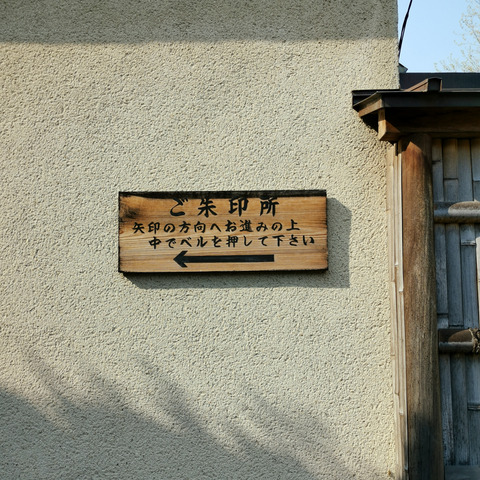 ご朱印所
矢印の方向へお進みの上
中でベルを押して下さい